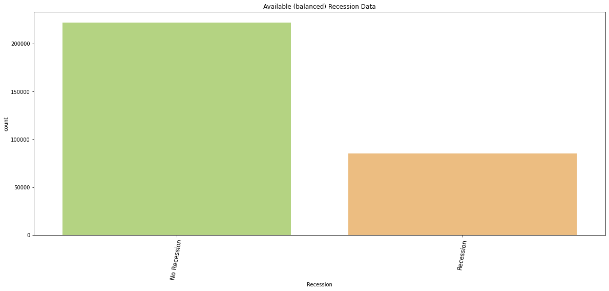 Available (balanced) Recession Data
200000
150000
100000
50000
0
count
No Recession
Recession
Recession